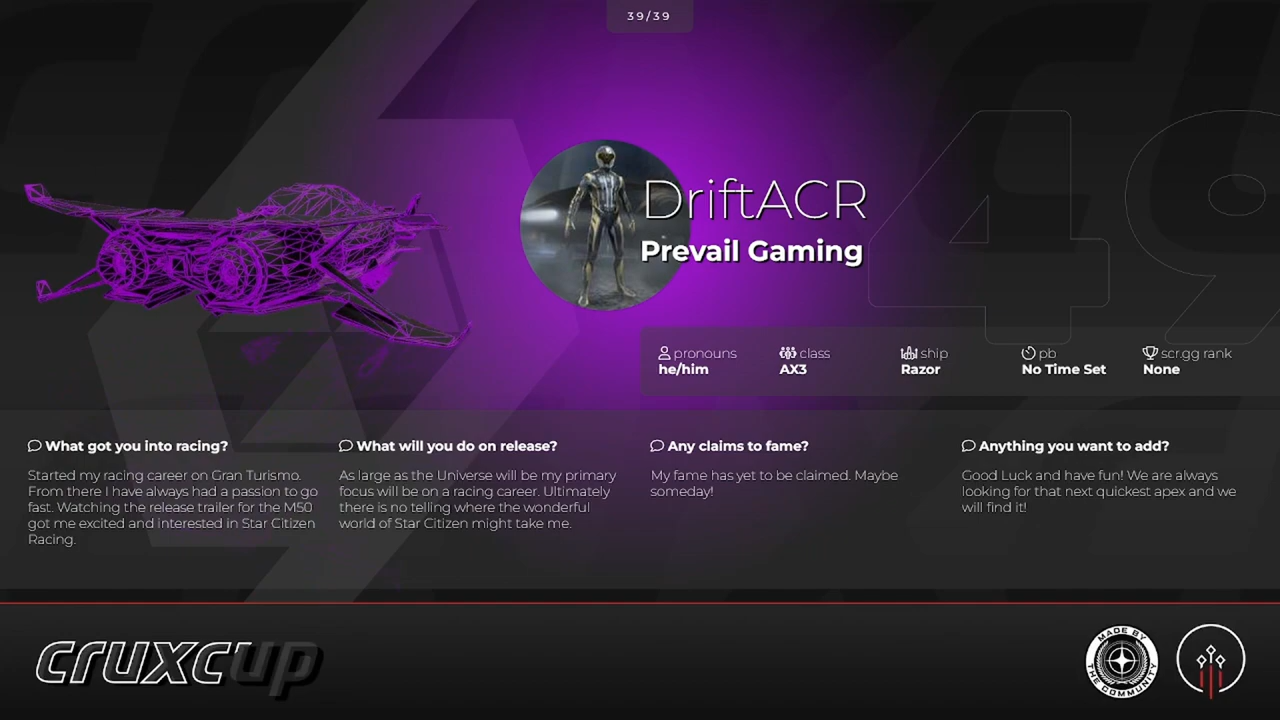 39/39
49
DriftACR
Prevail Gaming
pronouns
he/him
class
AX3
ship
Razor
pb
No Time Set
scr.gg rank
None
What got you into racing?
Started my racing career on Gran Turismo.
From there I have always had a passion to go
fast. Watching the release trailer for the M50
got me excited and interested in Star Citizen
Racing.
What will you do on release?
As large as the Universe will be my primary
focus will be on a racing career. Ultimately
there is no telling where the wonderful
world of Star Citizen might take me.
Any claims to fame?
My fame has yet to be claimed. Maybe
someday!
Anything you want to add?
Good Luck and have fun! We are always
looking for that next quickest apex and we
will find it!
cruxcup
MADE BY
THE COMMUNITY